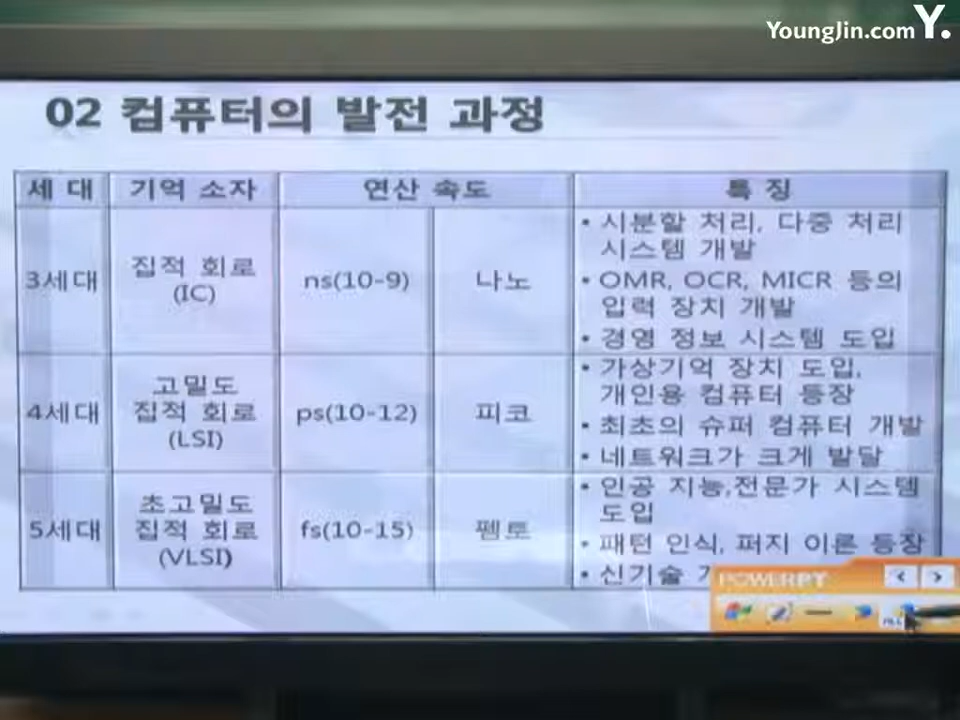 YoungJin.com Y.
02 컴퓨터의 발전 과정
세 대 기억 소자 연산 속도 특 징
3세대
집적 회로
(IC)
ns(10-9)
나노
• 시분할 처리, 다중 처리
시스템 개발
• OMR, OCR, MICR 등의
입력 장치 개발
• 경영 정보 시스템 도입
4세대
고밀도
집적 회로
(LSI)
ps(10-12)
피코
• 가상기억 장치 도입,
개인용 컴퓨터 등장
• 최초의 슈퍼 컴퓨터 개발
• 네트워크가 크게 발달
5세대
초고밀도
집적 회로
(VLSI)
fs(10-15)
펨토
• 인공 지능,전문가 시스템
도입
• 패턴 인식, 퍼지 이론 등장
• 신기술
POWERPT